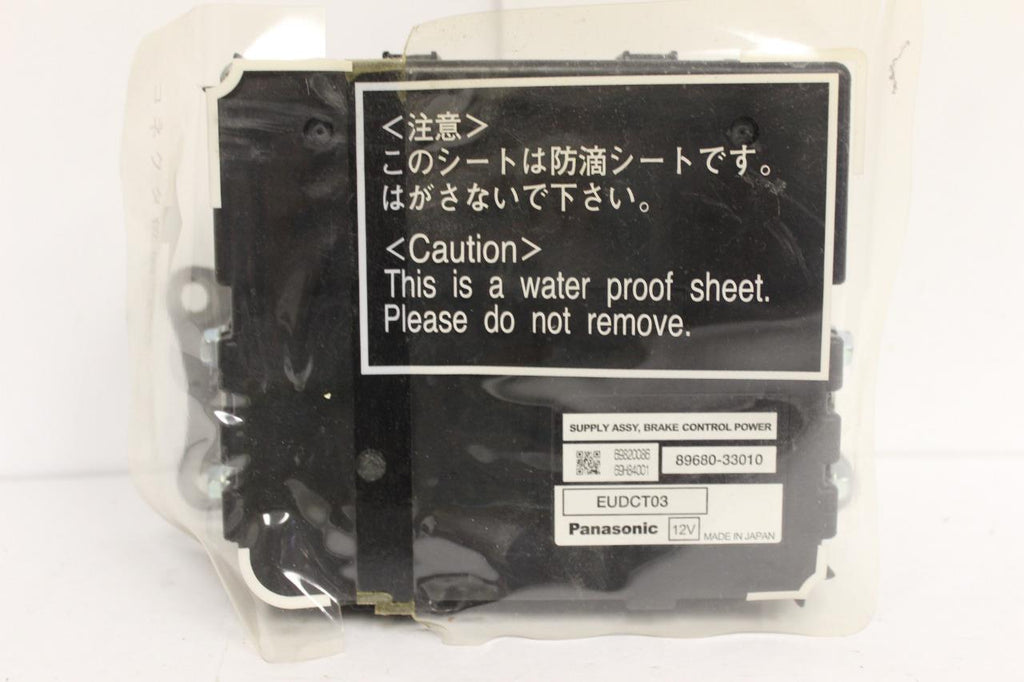 <注意>
このシートは防滴シートです。
はがさないで下さい。
<Caution>
This is a water proof sheet.
Please do not remove.
SUPPLY ASSY, BRAKE CONTROL POWER
69820086
69H64001
89680-33010
EUDCT03
Panasonic 12V MADE IN JAPAN